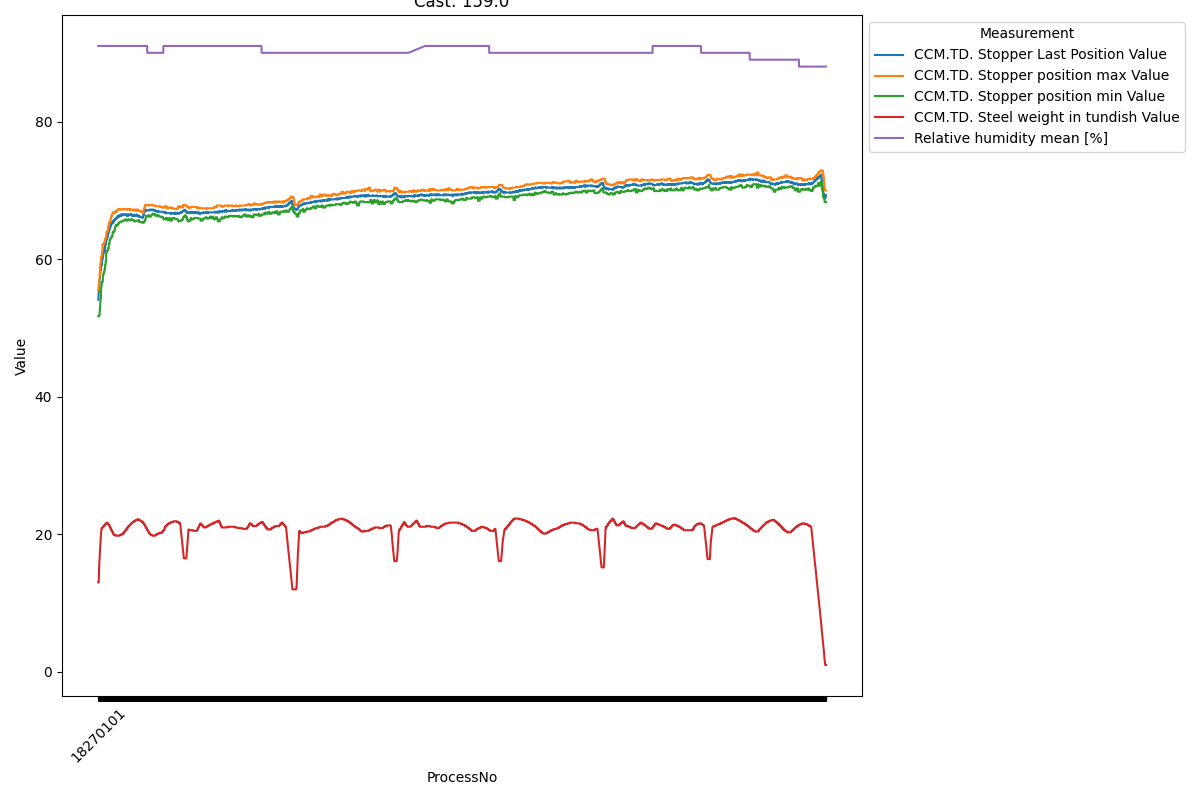 Cast: 159.0
Measurement
CCM.TD. Stopper Last Position Value
CCM.TD. Stopper position max Value
CCM.TD. Stopper position min Value
CCM.TD. Steel weight in tundish Value
Relative humidity mean [%]
80
60
40
20
0
Value
18270101
ProcessNo